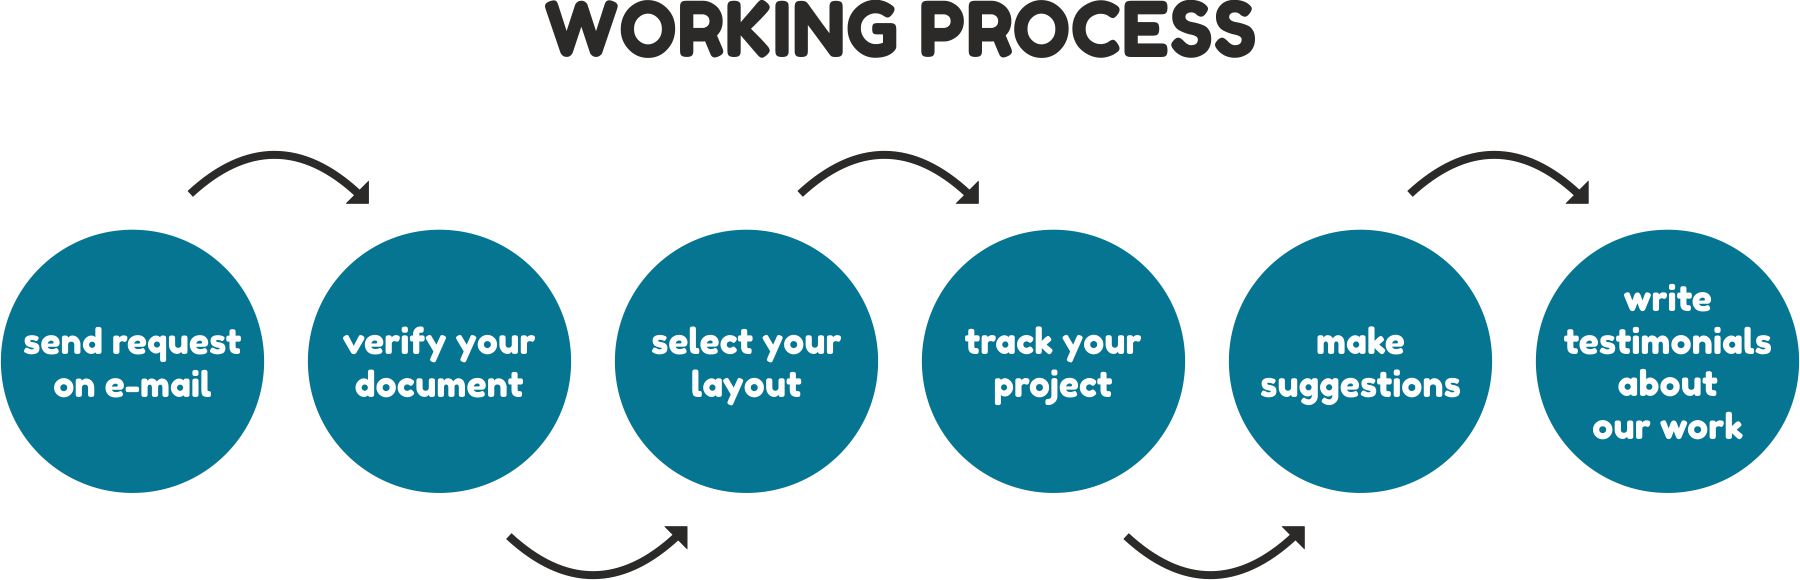 WORKING PROCESS
send request
on e-mail
verify your
document
select your
layout
track your
project
make
suggestions
write
testimonials
about
our work